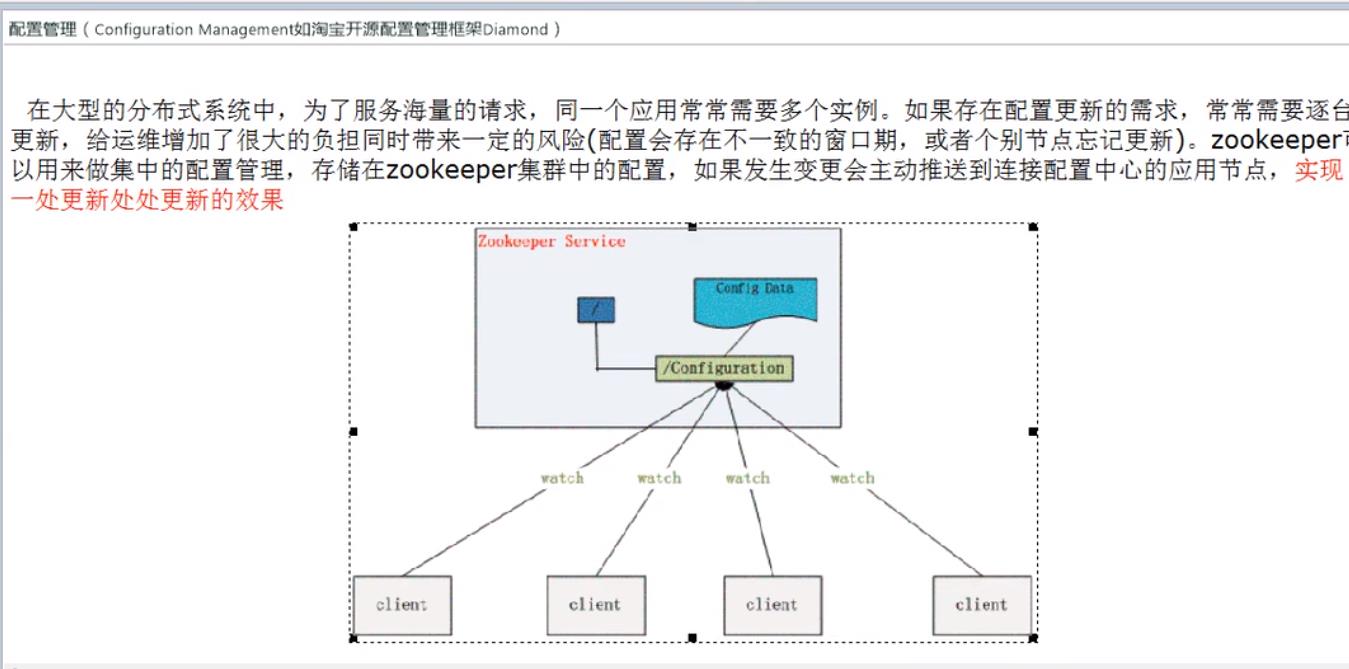 配置管理（Configuration Management如淘宝开源配置管理框架Diamond）
在大型的分布式系统中，为了服务海量的请求，同一个应用常常需要多个实例。如果存在配置更新的需求，常常需要逐台
更新，给运维增加了很大的负担同时带来一定的风险(配置会存在不一致的窗口期，或者个别节点忘记更新)。zookeeper可
以用来做集中的配置管理，存储在zookeeper集群中的配置，如果发生变更会主动推送到连接配置中心的应用节点，实现
一处更新处处更新的效果
Zookeeper Service
Config Data
/
/Configuration
watch watch watch watch
client client client client